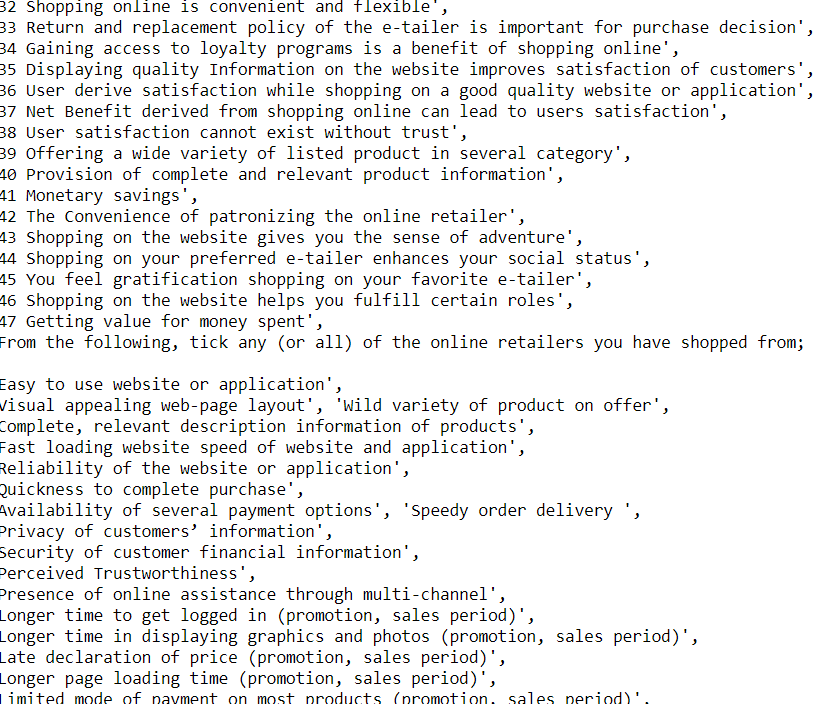 32 Shopping online is convenient and flexible',
33 Return and replacement policy of the e-tailer is important for purchase decision',
34 Gaining access to loyalty programs is a benefit of shopping online',
35 Displaying quality Information on the website improves satisfaction of customers',
36 User derive satisfaction while shopping on a good quality website or application',
37 Net Benefit derived from shopping online can lead to users satisfaction',
38 User satisfaction cannot exist without trust',
39 Offering a wide variety of listed product in several category',
40 Provision of complete and relevant product information',
41 Monetary savings',
42 The Convenience of patronizing the online retailer',
43 Shopping on the website gives you the sense of adventure',
44 Shopping on your preferred e-tailer enhances your social status',
45 You feel gratification shopping on your favorite e-tailer',
46 Shopping on the website helps you fulfill certain roles',
47 Getting value for money spent',
From the following, tick any (or all) of the online retailers you have shopped from;
Easy to use website or application',
Visual appealing web-page layout', 'Wild variety of product on offer',
Complete, relevant description information of products',
Fast loading website speed of website and application',
Reliability of the website or application',
Quickness to complete purchase',
Availability of several payment options', 'Speedy order delivery ',
Privacy of customers’ information',
Security of customer financial information',
Perceived Trustworthiness',
Presence of online assistance through multi-channel',
Longer time to get logged in (promotion, sales period)',
Longer time in displaying graphics and photos (promotion, sales period)',
Late declaration of price (promotion, sales period)',
Longer page loading time (promotion, sales period)',
Limited mode of payment on most products (promotion, sales period)',